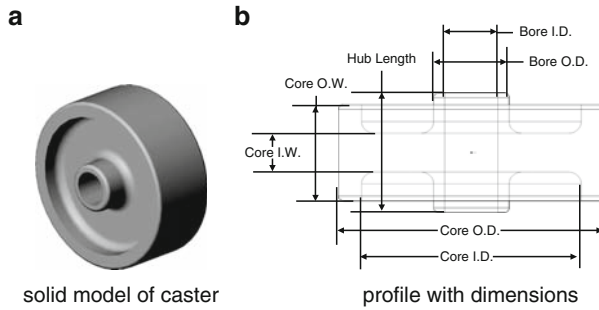 a
solid model of caster
b
Bore I.D.
Hub Length
Bore O.D.
Core O.W.
Core I.W.
Core O.D.
Core I.D.
profile with dimensions